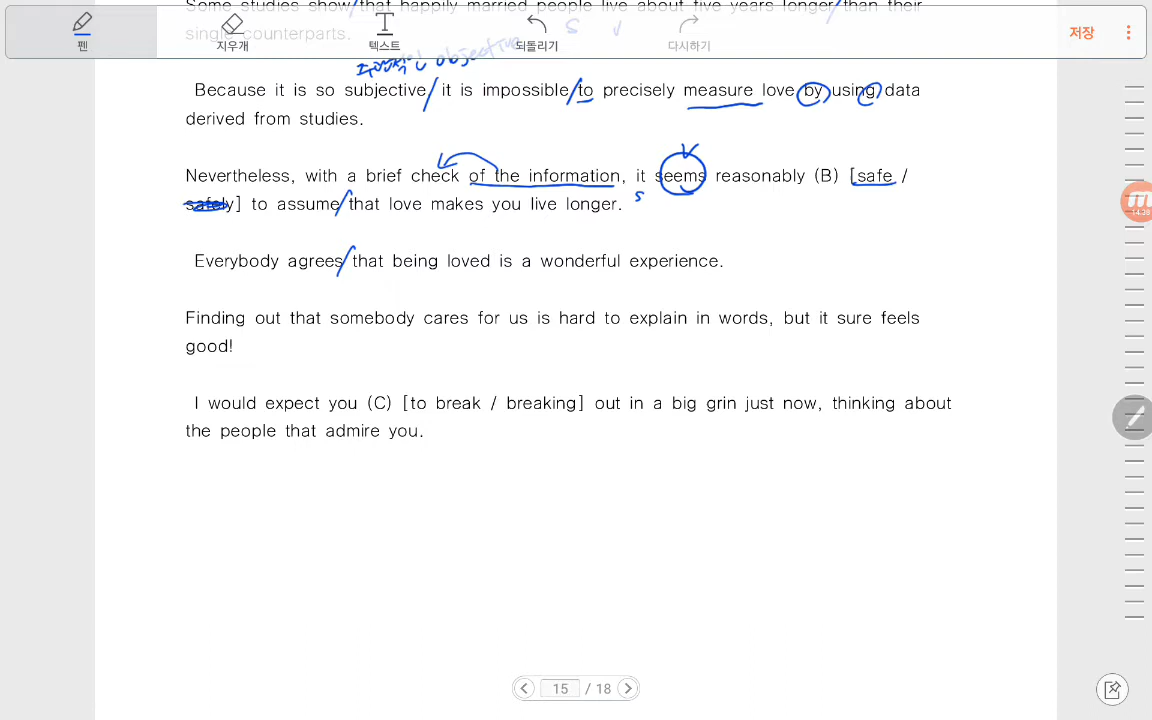 Some studies show that happily married people live about five years longer than their
single counterparts.
펜
지우개
텍스트
되돌리기
다시하기
저장
s v
objective
Because it is so subjective it is impossible to precisely measure love by using data
derived from studies.
v
Nevertheless, with a brief check of the information, it seems reasonably (B) [safe /
s
safely] to assume that love makes you live longer.
Everybody agrees that being loved is a wonderful experience.
Finding out that somebody cares for us is hard to explain in words, but it sure feels
good!
I would expect you (C) [to break / breaking] out in a big grin just now, thinking about
the people that admire you.
15 / 18